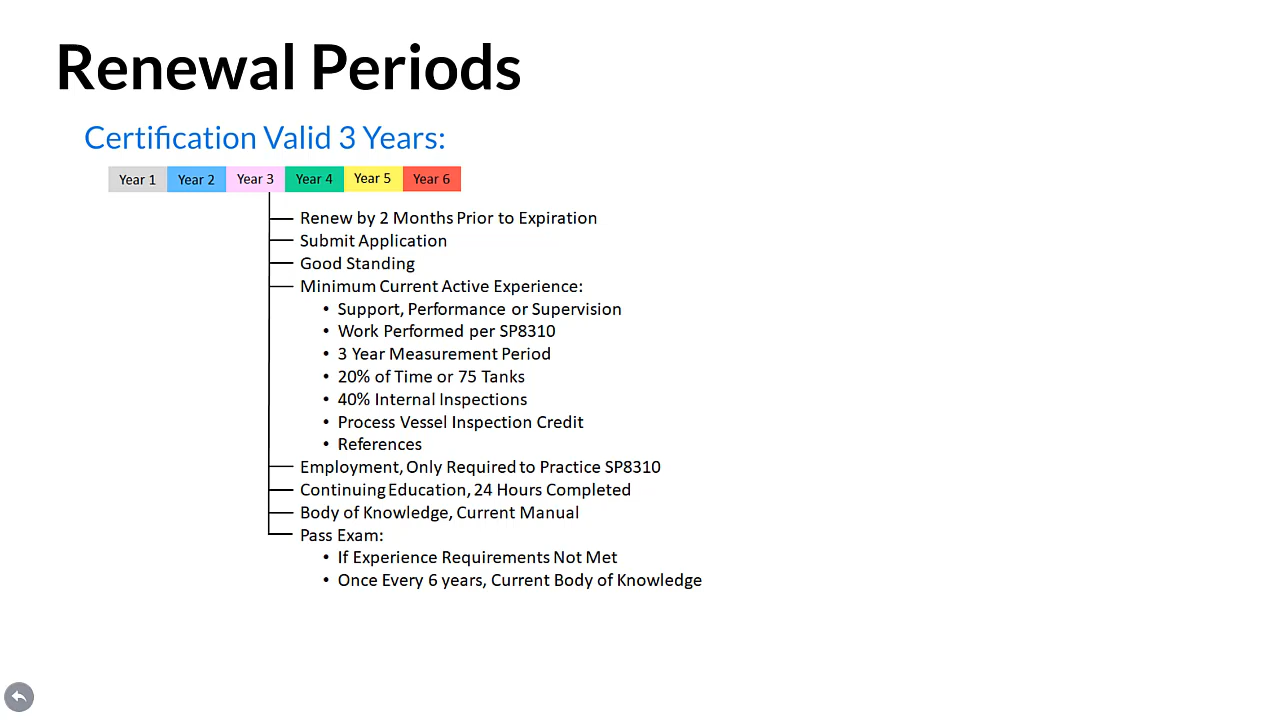 Renewal Periods
Certification Valid 3 Years:
Year 1 Year 2 Year 3 Year 4 Year 5 Year 6
Renew by 2 Months Prior to Expiration
Submit Application
Good Standing
Minimum Current Active Experience:
• Support, Performance or Supervision
• Work Performed per SP8310
• 3 Year Measurement Period
• 20% of Time or 75 Tanks
• 40% Internal Inspections
• Process Vessel Inspection Credit
• References
Employment, Only Required to Practice SP8310
Continuing Education, 24 Hours Completed
Body of Knowledge, Current Manual
Pass Exam:
• If Experience Requirements Not Met
• Once Every 6 years, Current Body of Knowledge